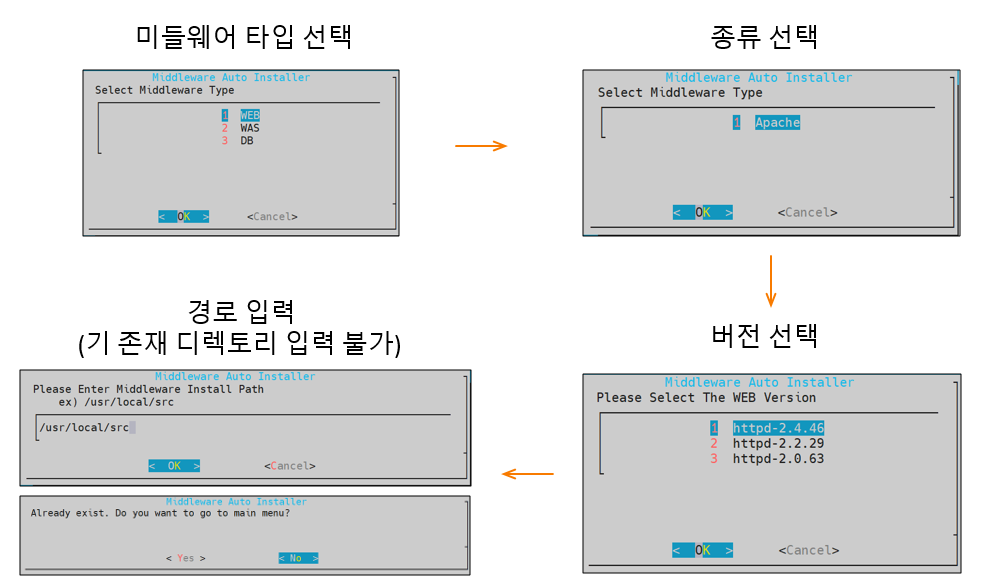 미들웨어 타입 선택
Middleware Auto Installer
Select Middleware Type
1 WEB
2 WAS
3 DB
< OK > <Cancel>
종류 선택
Middleware Auto Installer
Select Middleware Type
1 Apache
< OK > <Cancel>
버전 선택
Middleware Auto Installer
Please Select The WEB Version
1 httpd-2.4.46
2 httpd-2.2.29
3 httpd-2.0.63
< OK > <Cancel>
경로 입력
(기 존재 디렉토리 입력 불가)
Middleware Auto Installer
Please Enter Middleware Install Path
ex) /usr/local/src
/usr/local/src
< OK > <Cancel>
Middleware Auto Installer
Already exist. Do you want to go to main menu?
< Yes > < No >